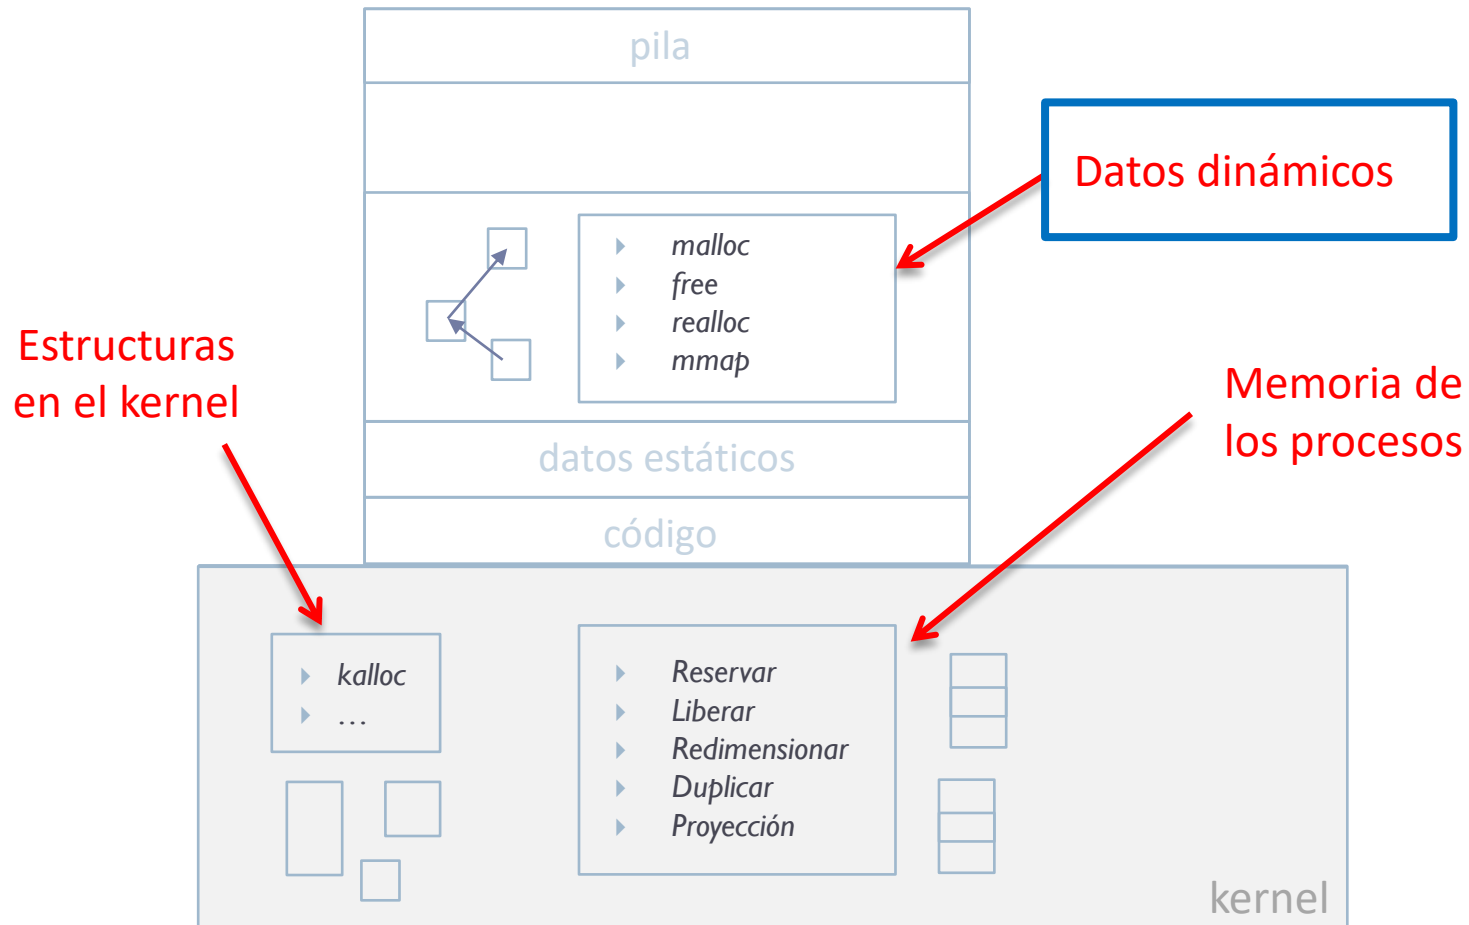 pila
Datos dinámicos
malloc
free
realloc
mmap
Estructuras
en el kernel
Memoria de
los procesos
datos estáticos
código
kalloc
...
Reservar
Liberar
Redimensionar
Duplicar
Proyección
kernel